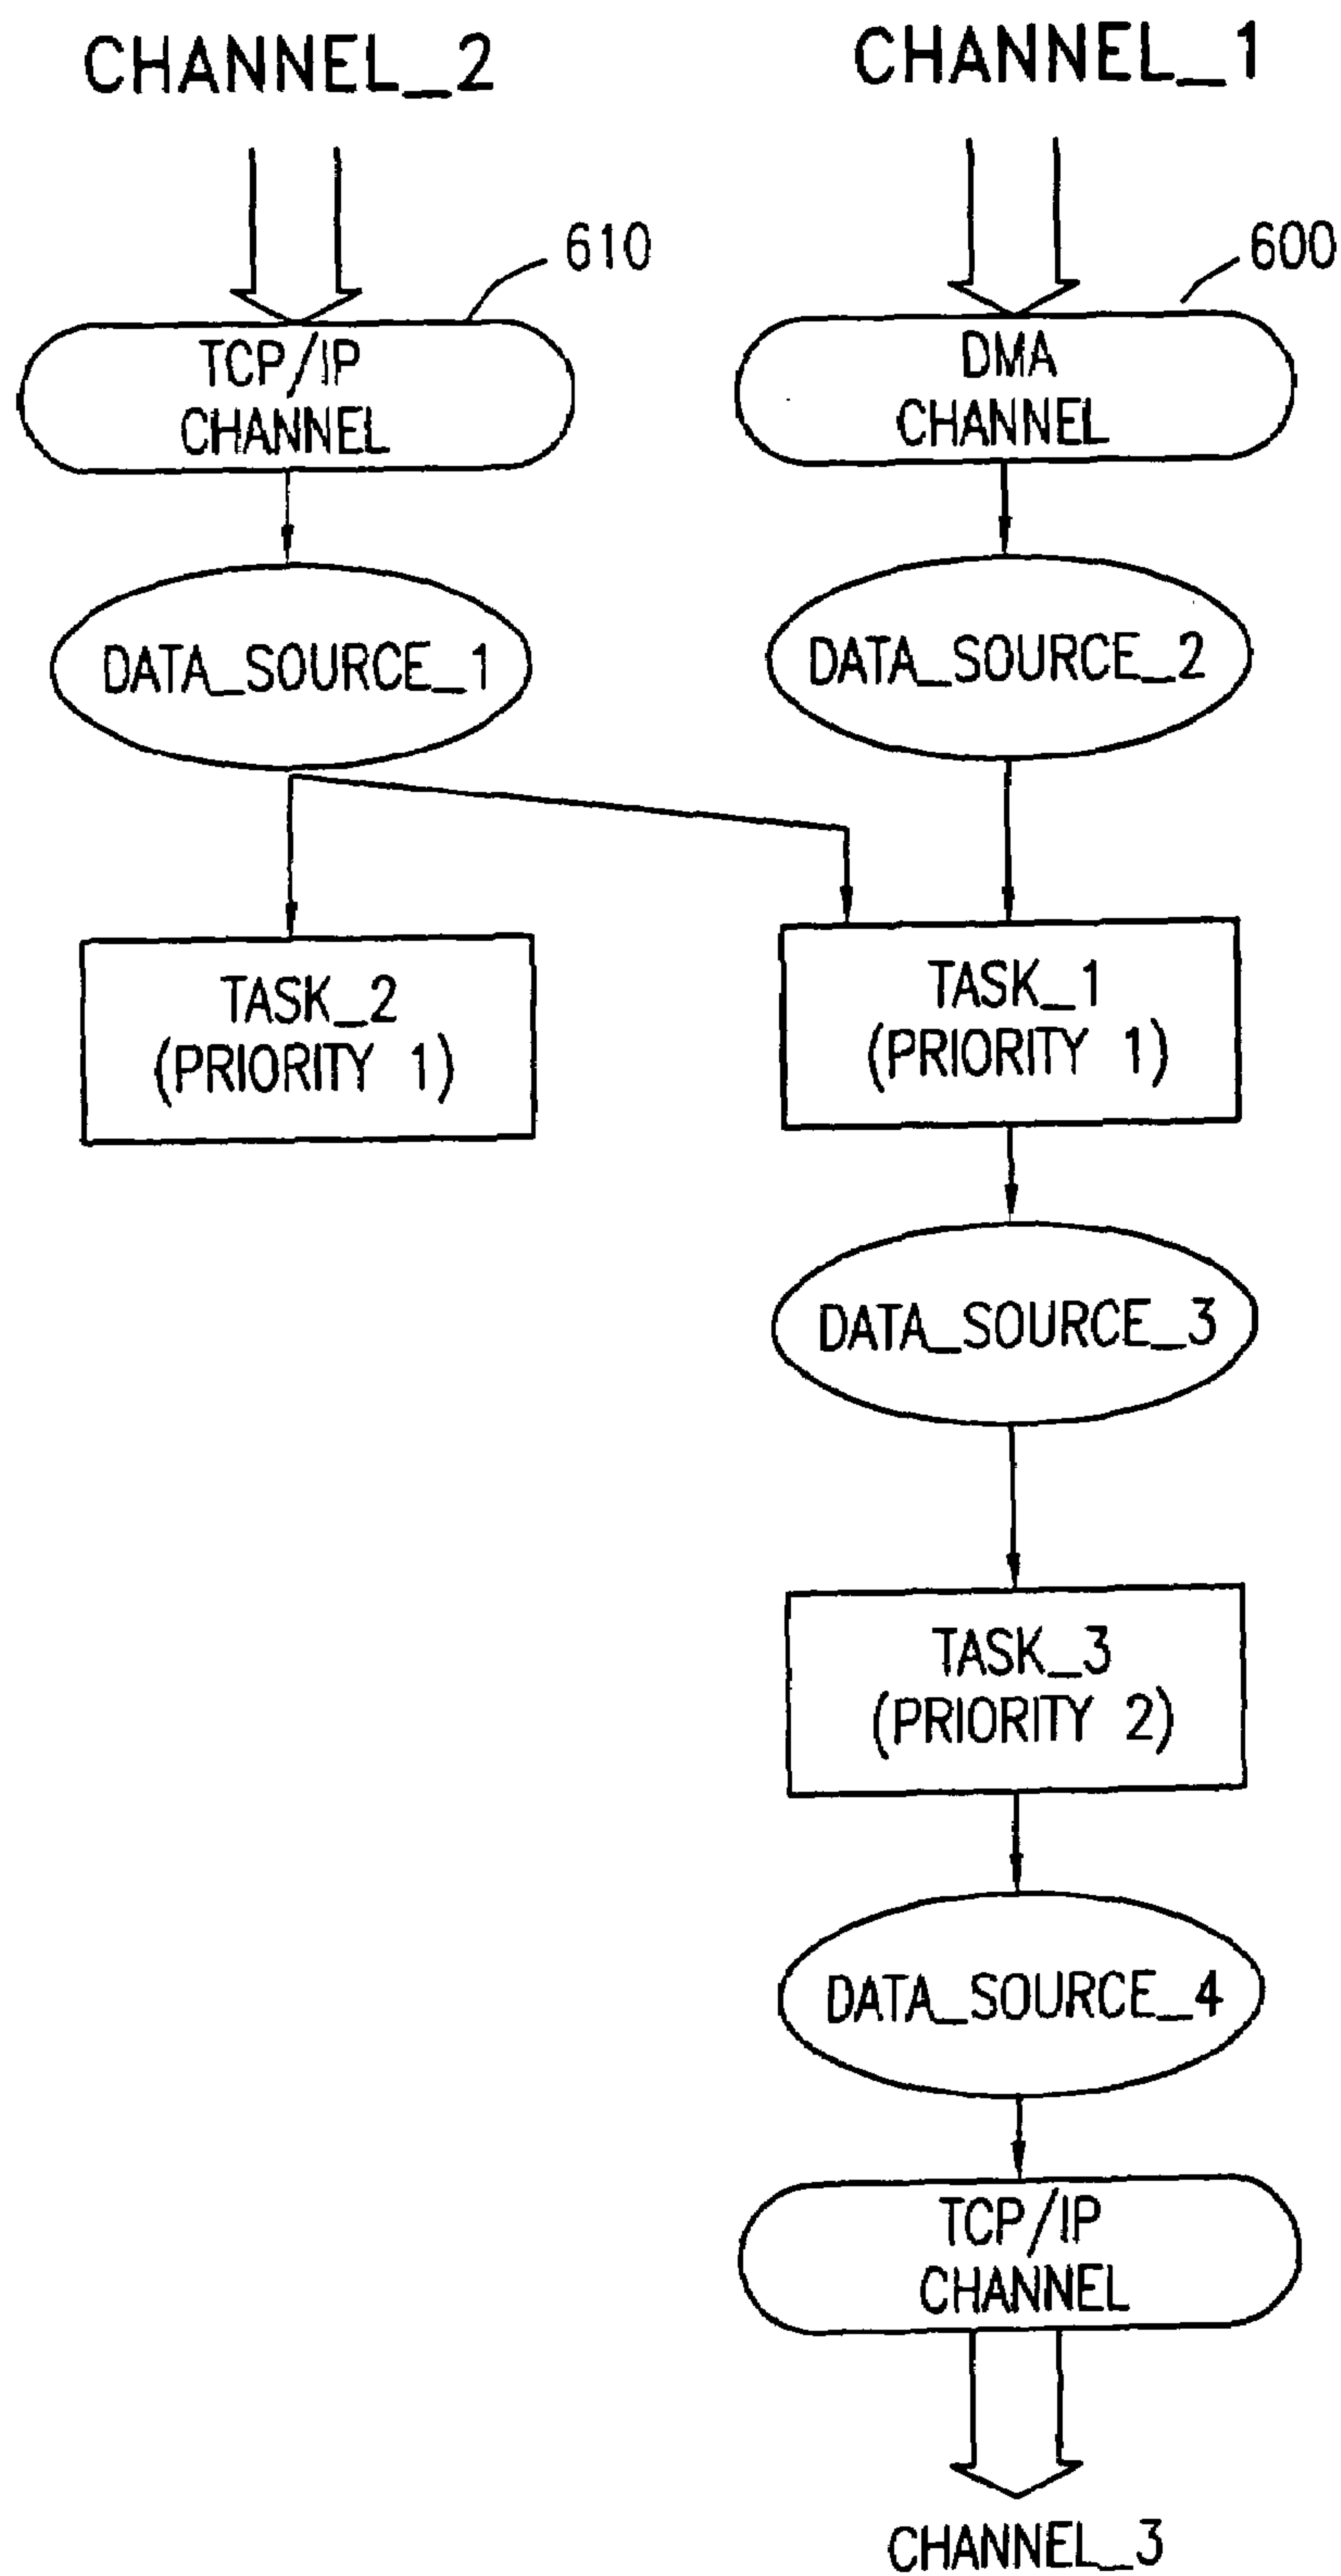 CHANNEL_2
CHANNEL_1
610
600
TCP/IP
CHANNEL
DMA
CHANNEL
DATA_SOURCE_1
DATA_SOURCE_2
TASK_2
(PRIORITY 1)
TASK_1
(PRIORITY 1)
DATA_SOURCE_3
TASK_3
(PRIORITY 2)
DATA_SOURCE_4
TCP/IP
CHANNEL
CHANNEL_3